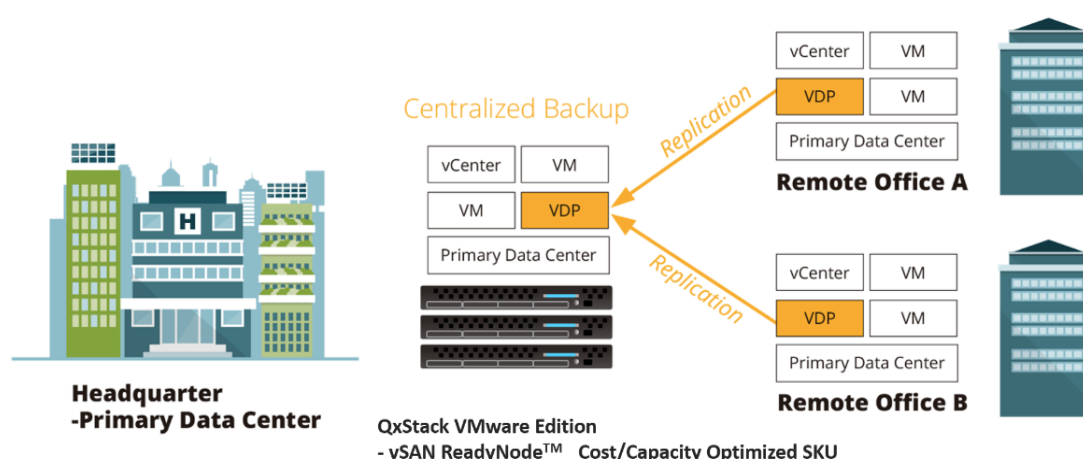 Centralized Backup
vCenter
VM
VM
VDP
Primary Data Center
H
Headquarter
-Primary Data Center
QxStack VMware Edition
- vSAN ReadyNode™ Cost/Capacity Optimized SKU
Replication
Replication
vCenter
VM
VDP
VM
Primary Data Center
Remote Office A
vCenter
VM
VDP
VM
Primary Data Center
Remote Office B